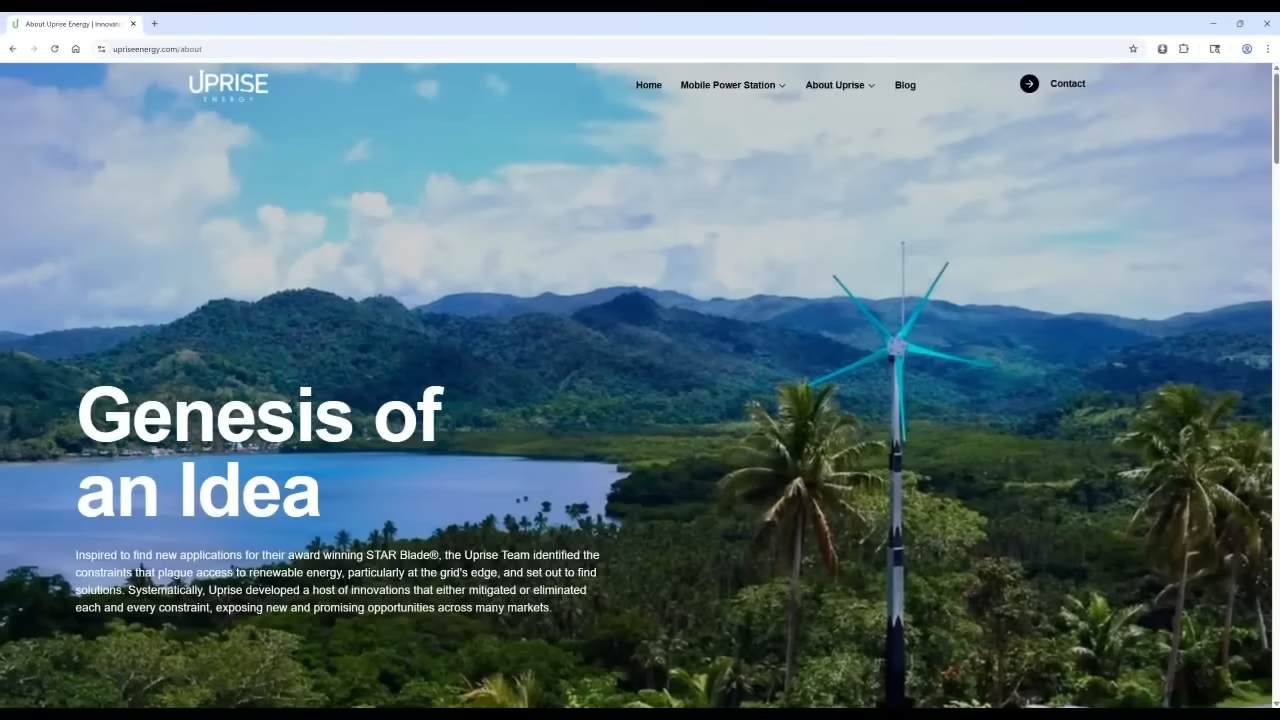 About Uprise Energy | Innovat
upriseenergy.com/about
UPRISE
ENERGY
Home
Mobile Power Station
About Uprise
Blog
Contact
Genesis of
an Idea
Inspired to find new applications for their award winning STAR Blade®, the Uprise Team identified the
constraints that plague access to renewable energy, particularly at the grid's edge, and set out to find
solutions. Systematically, Uprise developed a host of innovations that either mitigated or eliminated
each and every constraint, exposing new and promising opportunities across many markets.